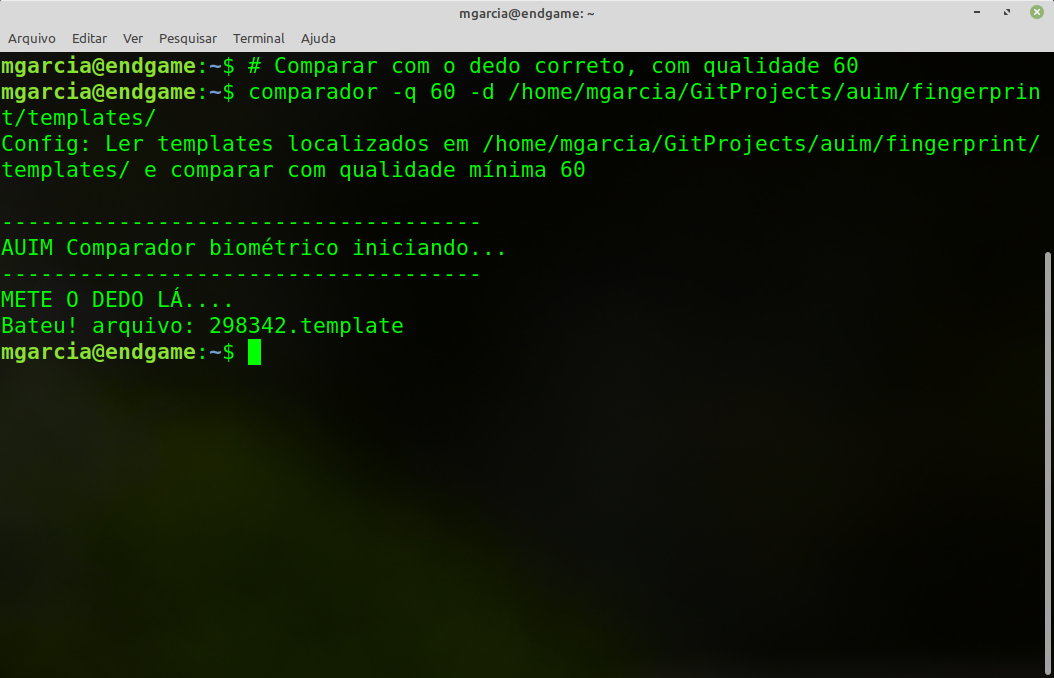 mgarcia@endgame: ~
Arquivo Editar Ver Pesquisar Terminal Ajuda
mgarcia@endgame:~$ # Comparar com o dedo correto, com qualidade 60
mgarcia@endgame:~$ comparador -q 60 -d /home/mgarcia/GitProjects/auim/fingerprin
t/templates/
Config: Ler templates localizados em /home/mgarcia/GitProjects/auim/fingerprint/
templates/ e comparar com qualidade mínima 60
-------------------------------------
AUIM Comparador biométrico iniciando...
-------------------------------------
METE O DEDO LÁ....
Bateu! arquivo: 298342.template
mgarcia@endgame:~$